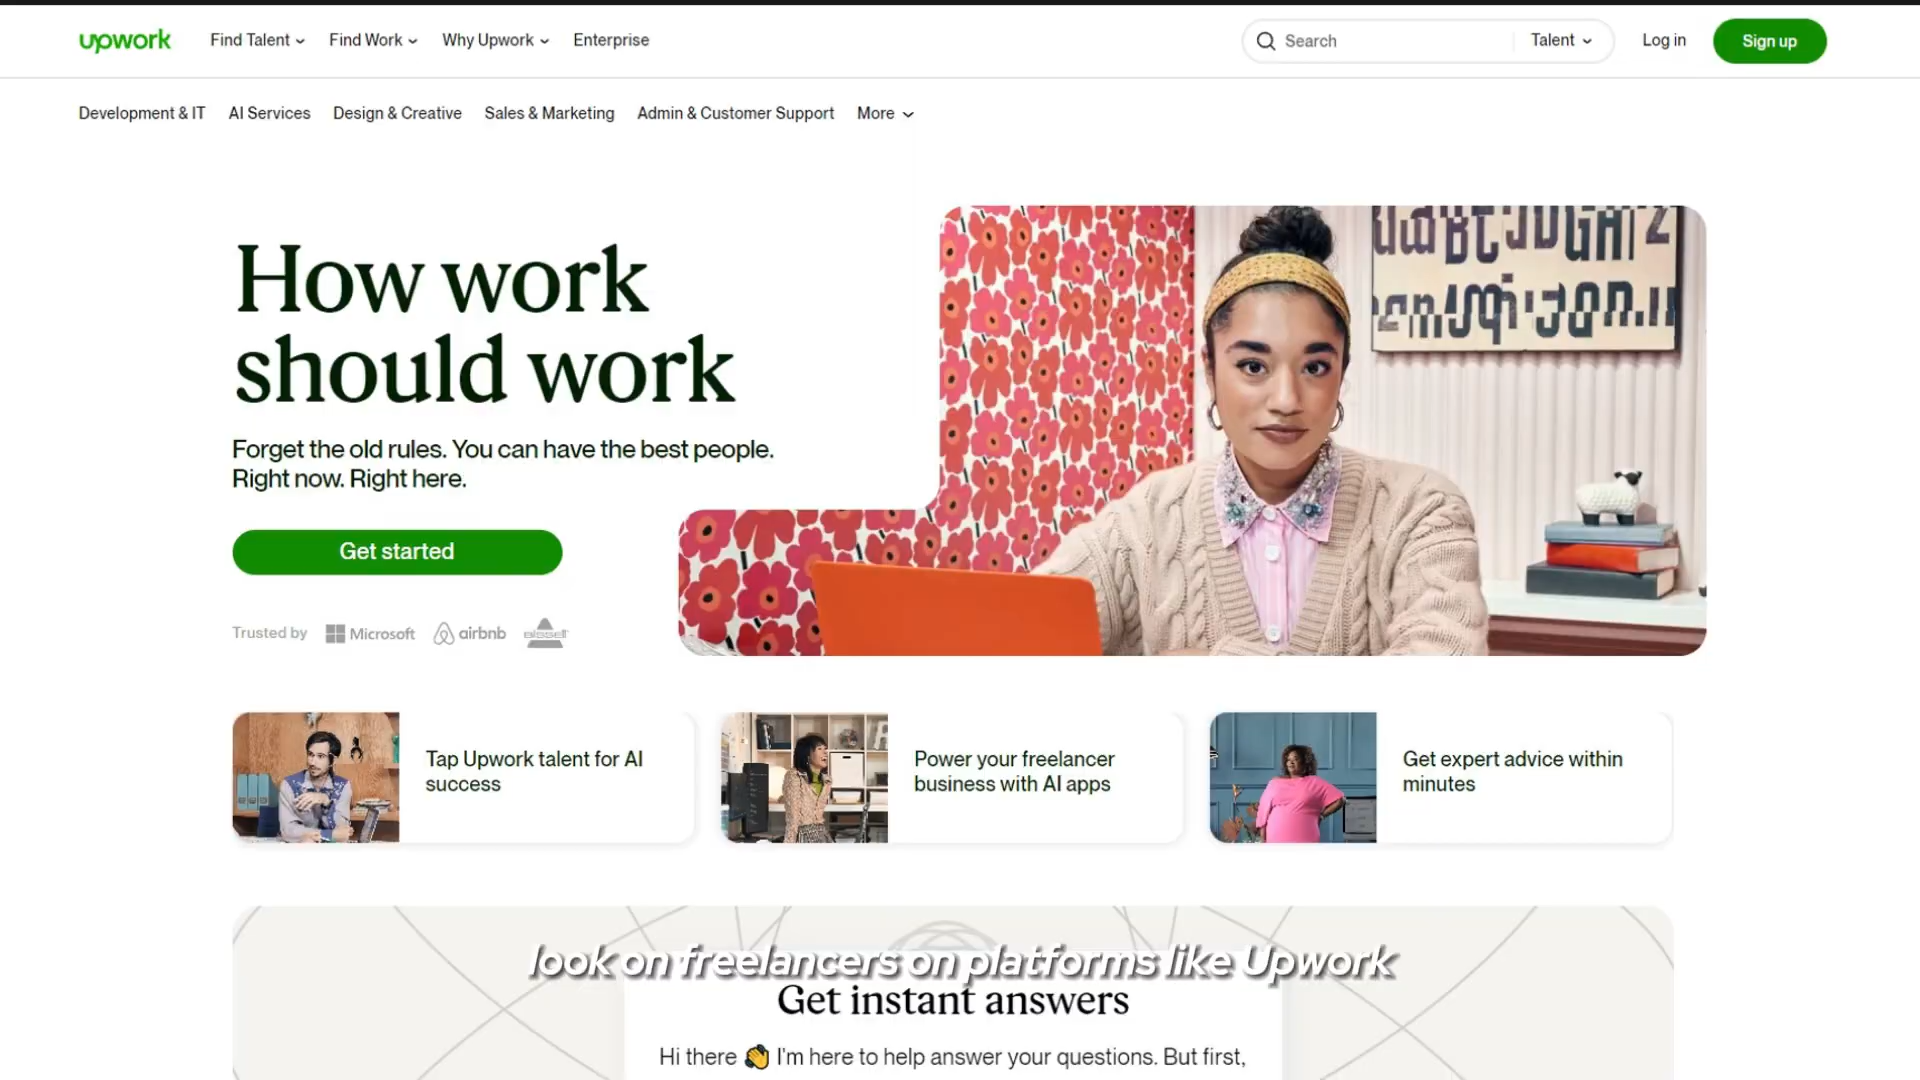 upwork
Find Talent
Find Work
Why Upwork
Enterprise
Search
Talent
Log in
Sign up
Development & IT
AI Services
Design & Creative
Sales & Marketing
Admin & Customer Support
More
How work
should work
Forget the old rules. You can have the best people.
Right now. Right here.
Get started
Trusted by
Microsoft
airbnb
BISSELL
Tap Upwork talent for AI
success
Power your freelancer
business with AI apps
Get expert advice within
minutes
look on freelancers on platforms like Upwork
Get instant answers
Hi there 👋 I'm here to help answer your questions. But first,